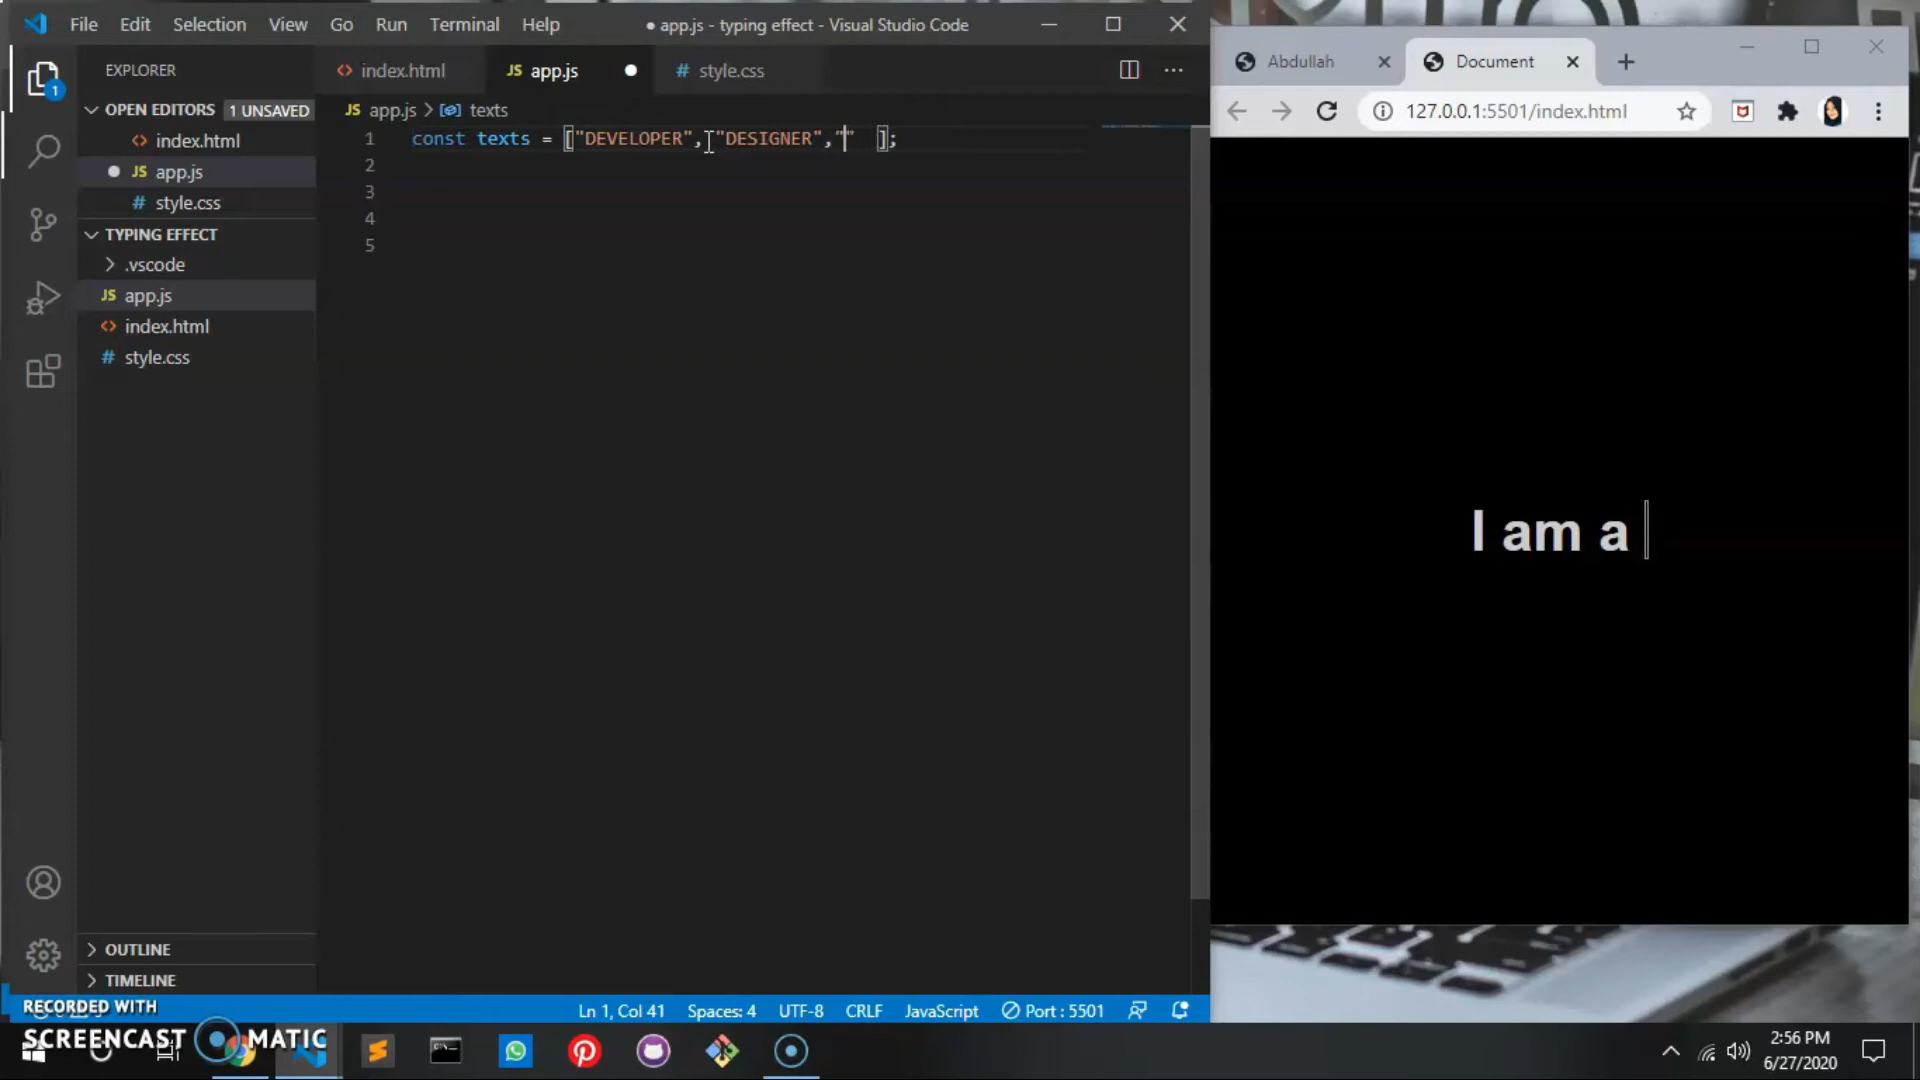 File Edit Selection View Go Run Terminal Help
● app.js - typing effect - Visual Studio Code
EXPLORER
OPEN EDITORS 1 UNSAVED
index.html
JS app.js
# style.css
TYPING EFFECT
.vscode
JS app.js
index.html
# style.css
OUTLINE
TIMELINE
1
index.html
JS app.js
# style.css
JS app.js > texts
1 const texts = ["DEVELOPER", "DESIGNER",""   ];
2
3
4
5
Ln 1, Col 41 Spaces: 4 UTF-8 CRLF JavaScript Port : 5501
Abdullah
Document
127.0.0.1:5501/index.html
I am a
RECORDED WITH
SCREENCAST MATIC
2:56 PM
6/27/2020